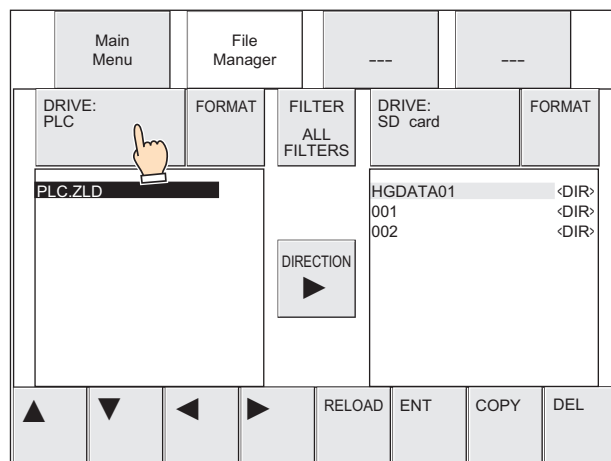 Main
Menu
File
Manager
---
---
DRIVE:
PLC
FORMAT
FILTER
ALL
FILTERS
DRIVE:
SD card
FORMAT
PLC.ZLD
HGDATA01 <DIR>
001 <DIR>
002 <DIR>
DIRECTION
▶
▲ ▼ ◀ ▶ RELOAD ENT COPY DEL